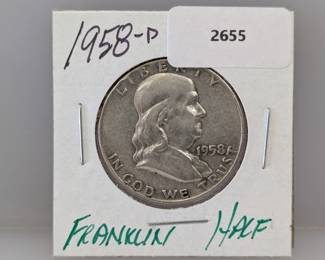 1958-D
2655
LIBERTY
1958
IN GOD WE TRUST
FRANKLIN HALF